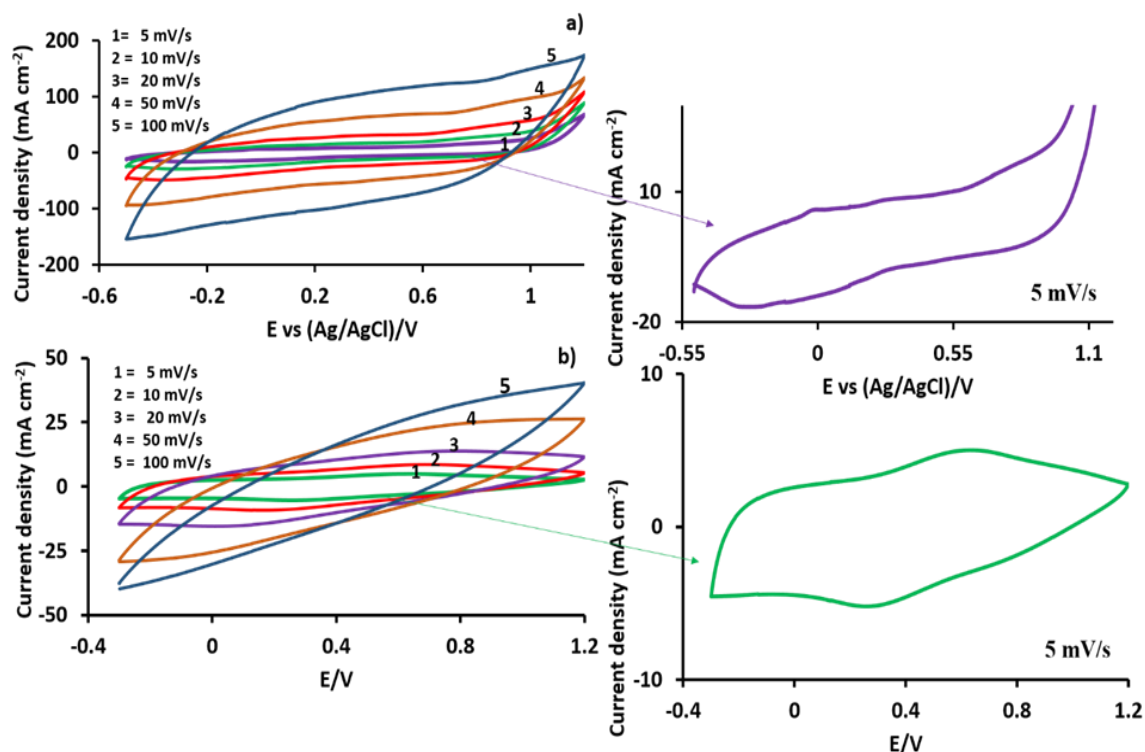 a)
1= 5 mV/s
2 = 10 mV/s
3= 20 mV/s
4 = 50 mV/s
5 = 100 mV/s
200
100
0
-100
-200
-0.6
-0.2
0.2
0.6
1
Current density (mA cm-2)
E vs (Ag/AgCl)/V
5
4
3
2
1
10
-20
-0.55
0
0.55
1.1
Current density (mA cm-2)
E vs (Ag/AgCl)/V
5 mV/s
b)
1 = 5 mV/s
2 = 10 mV/s
3 = 20 mV/s
4 = 50 mV/s
5 = 100 mV/s
50
25
0
-25
-50
-0.4
0
0.4
0.8
1.2
Current density (mA cm-2)
E/V
5
4
3
2
1
10
0
-10
-0.4
0
0.4
0.8
1.2
Current density (mA cm-2)
E/V
5 mV/s